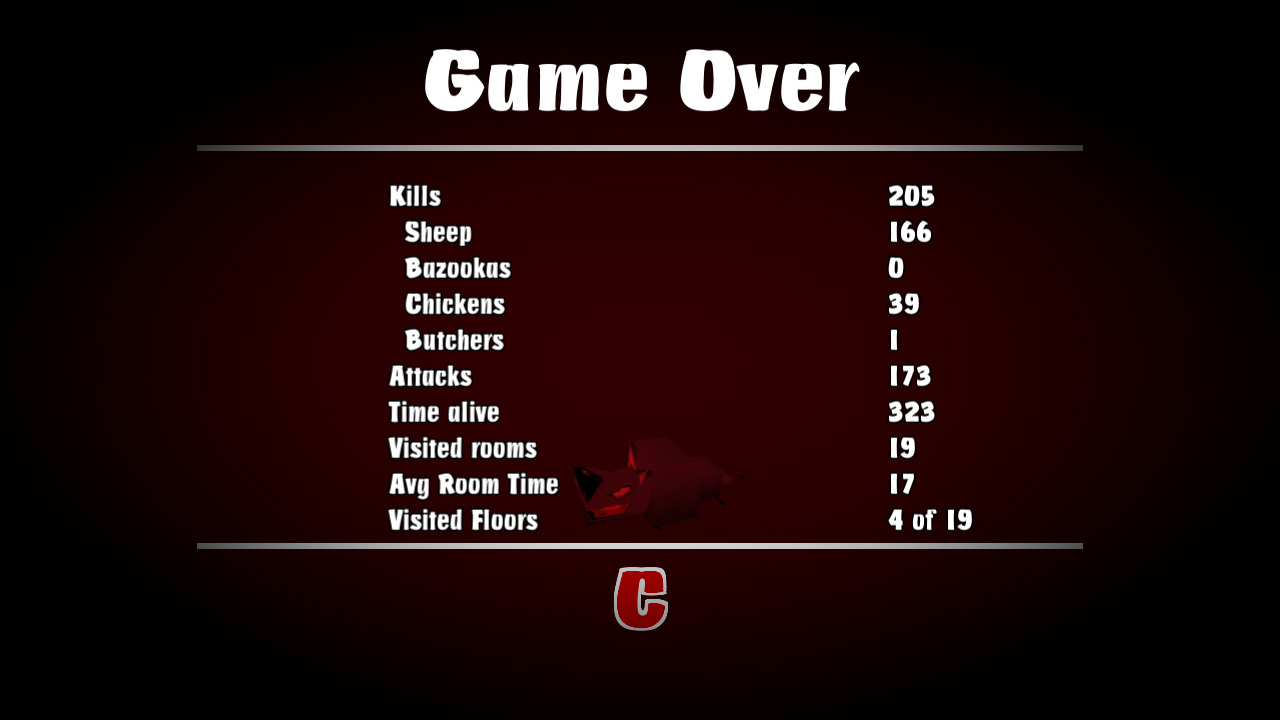 Game Over
Kills 205
Sheep 166
Bazookas 0
Chickens 39
Butchers 1
Attacks 173
Time alive 323
Visited rooms 19
Avg Room Time 17
Visited Floors 4 of 19
C